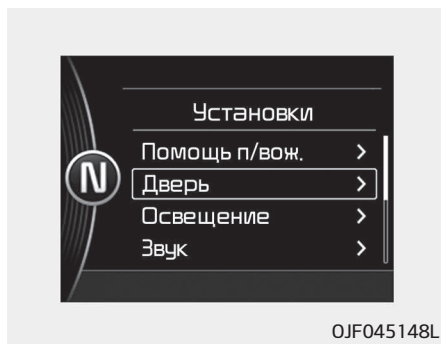 Установки
Помощь п/вож. >
N
Дверь >
Освещение >
Звук >
OJF045148L